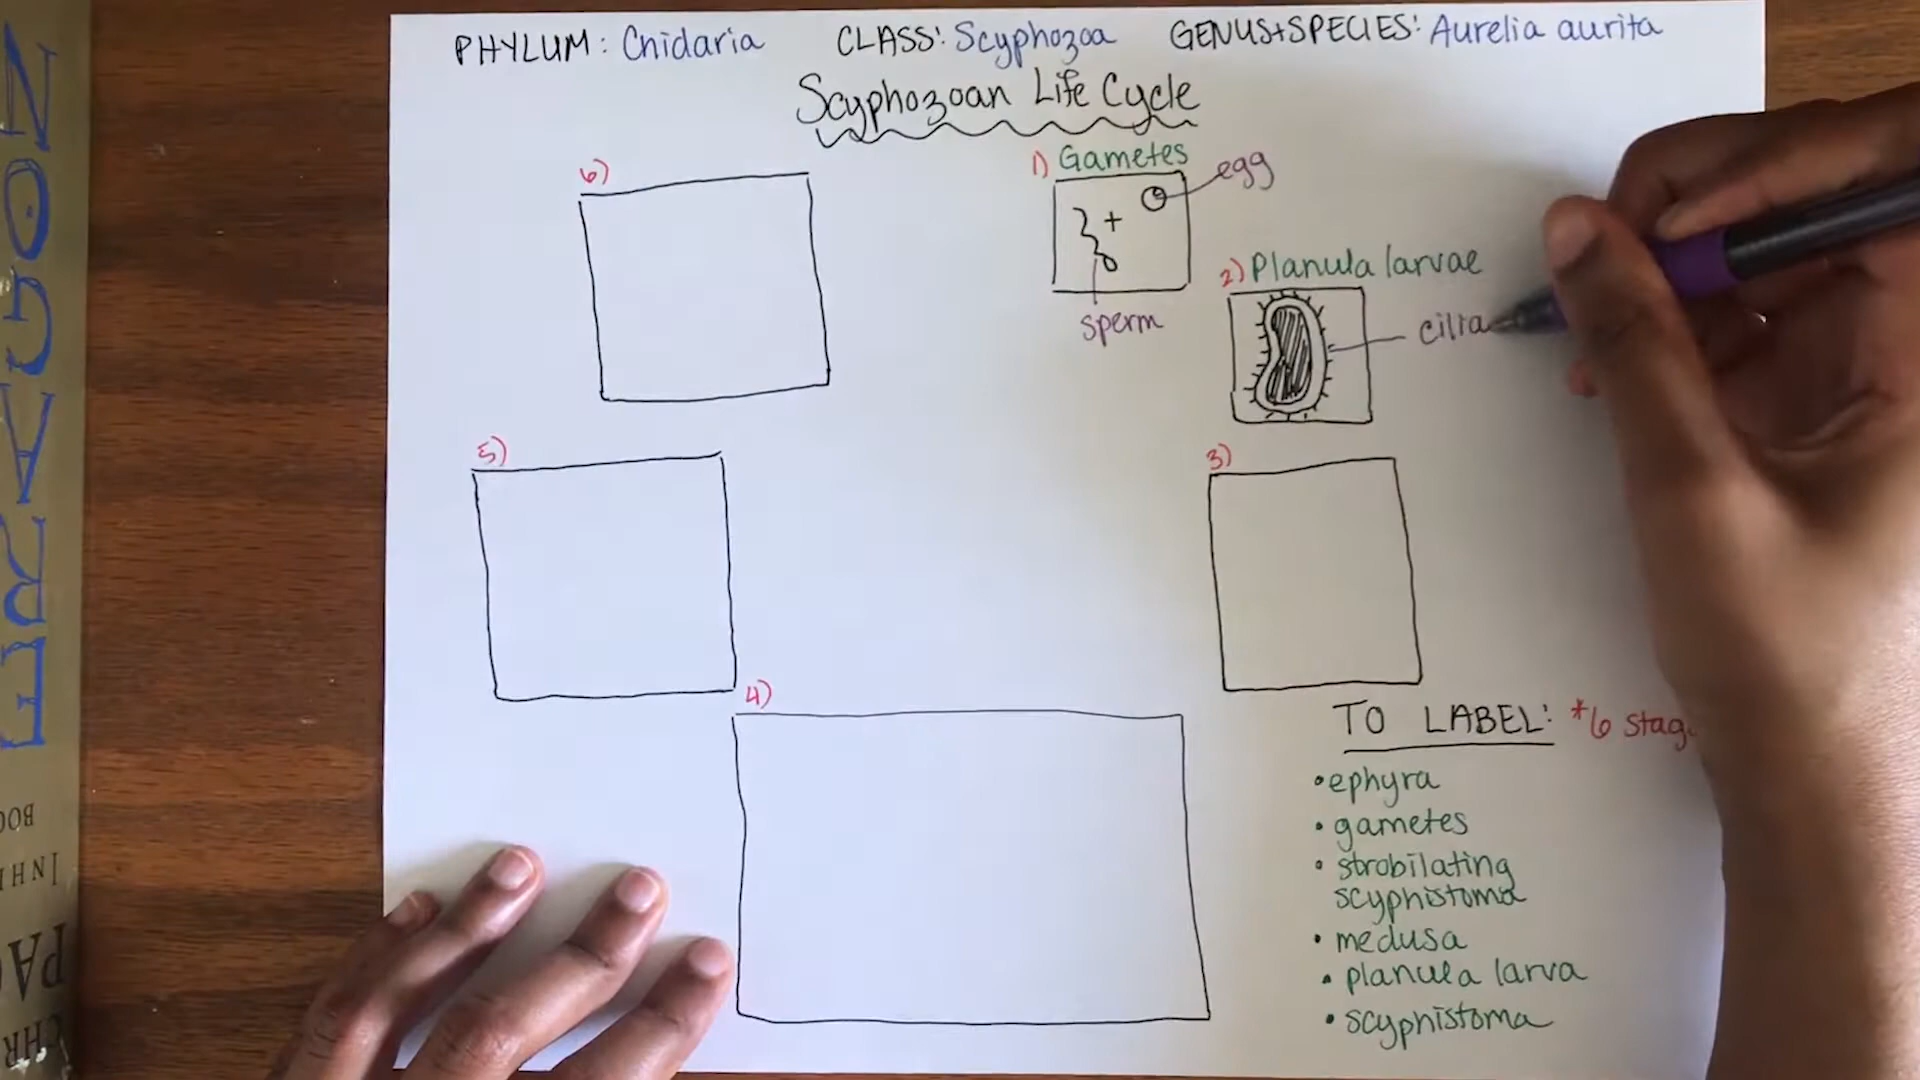 PHYLUM: Cnidaria CLASS: Scyphozoa GENUS+SPECIES: Aurelia aurita
Scyphozoan Life Cycle
6)
1) Gametes
egg
+
sperm
2) Planula larvae
cilia
5)
3)
4)
TO LABEL: *6
• ephyra
• gametes
• strobilating
scyphistoma
• medusa
• planula larva
• scyphistoma